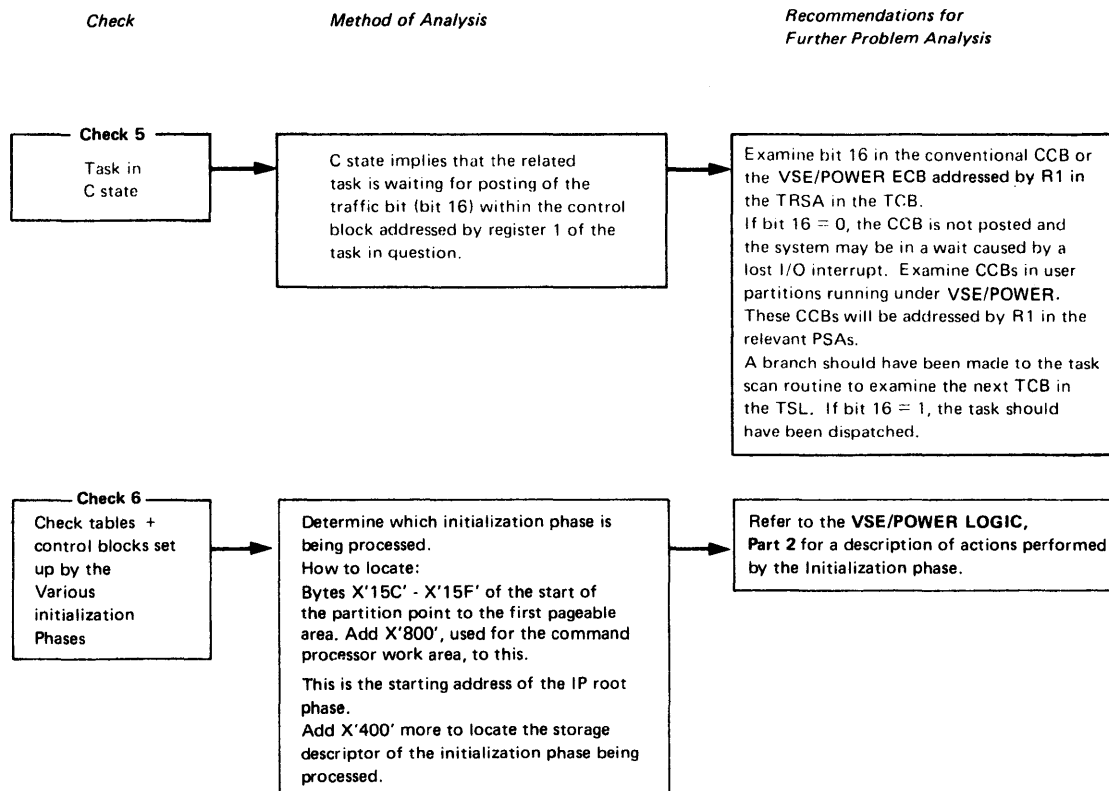 Check
Method of Analysis
Recommendations for
Further Problem Analysis
Check 5
Task in
C state
C state implies that the related
task is waiting for posting of the
traffic bit (bit 16) within the control
block addressed by register 1 of the
task in question.
Examine bit 16 in the conventional CCB or
the VSE/POWER ECB addressed by R1 in
the TRSA in the TCB.
If bit 16 = 0, the CCB is not posted and
the system may be in a wait caused by a
lost I/O interrupt. Examine CCBs in user
partitions running under VSE/POWER.
These CCBs will be addressed by R1 in the
relevant PSAs.
A branch should have been made to the task
scan routine to examine the next TCB in
the TSL. If bit 16 = 1, the task should
have been dispatched.
Check 6
Check tables +
control blocks set
up by the
Various
initialization
Phases
Determine which initialization phase is
being processed.
How to locate:
Bytes X'15C' - X'15F' of the start of
the partition point to the first pageable
area. Add X'800', used for the command
processor work area, to this.
This is the starting address of the IP root
phase.
Add X'400' more to locate the storage
descriptor of the initialization phase being
processed.
Refer to the VSE/POWER LOGIC,
Part 2 for a description of actions performed
by the Initialization phase.